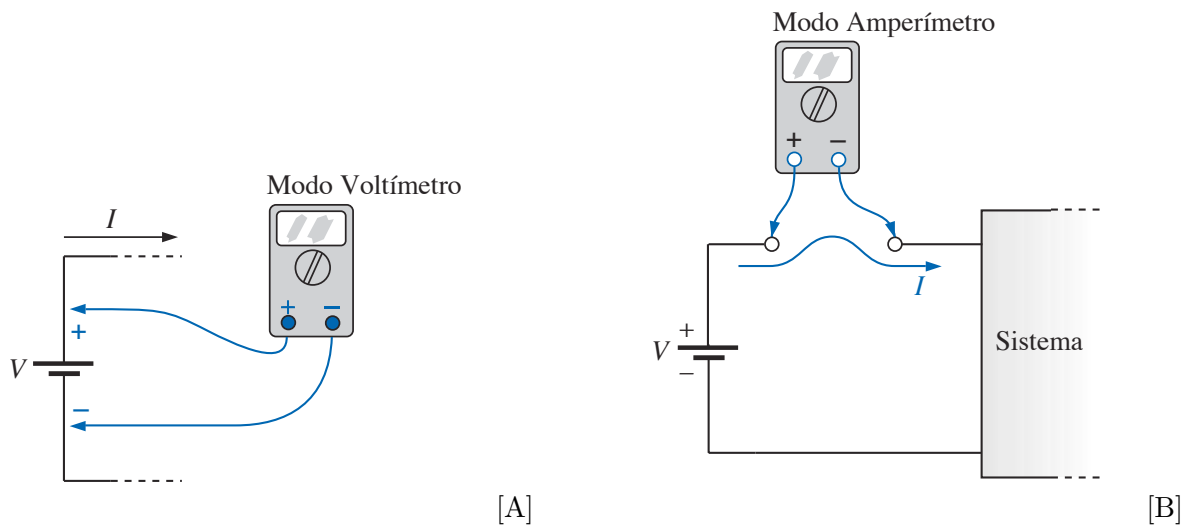 Modo Voltímetro
I
+ −
+
V
−
[A]
Modo Amperímetro
+ −
I
+
V
−
Sistema
[B]